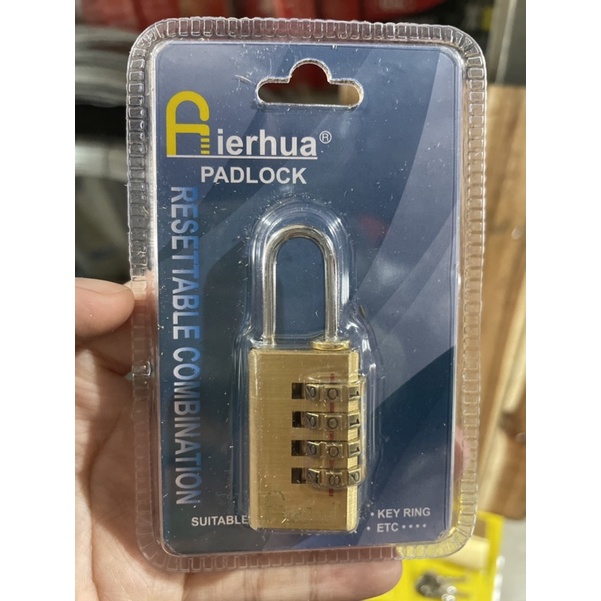 Aierhua®
PADLOCK
RESETTABLE COMBINATION
SUITABLE
• KEY RING
• ETC ••••